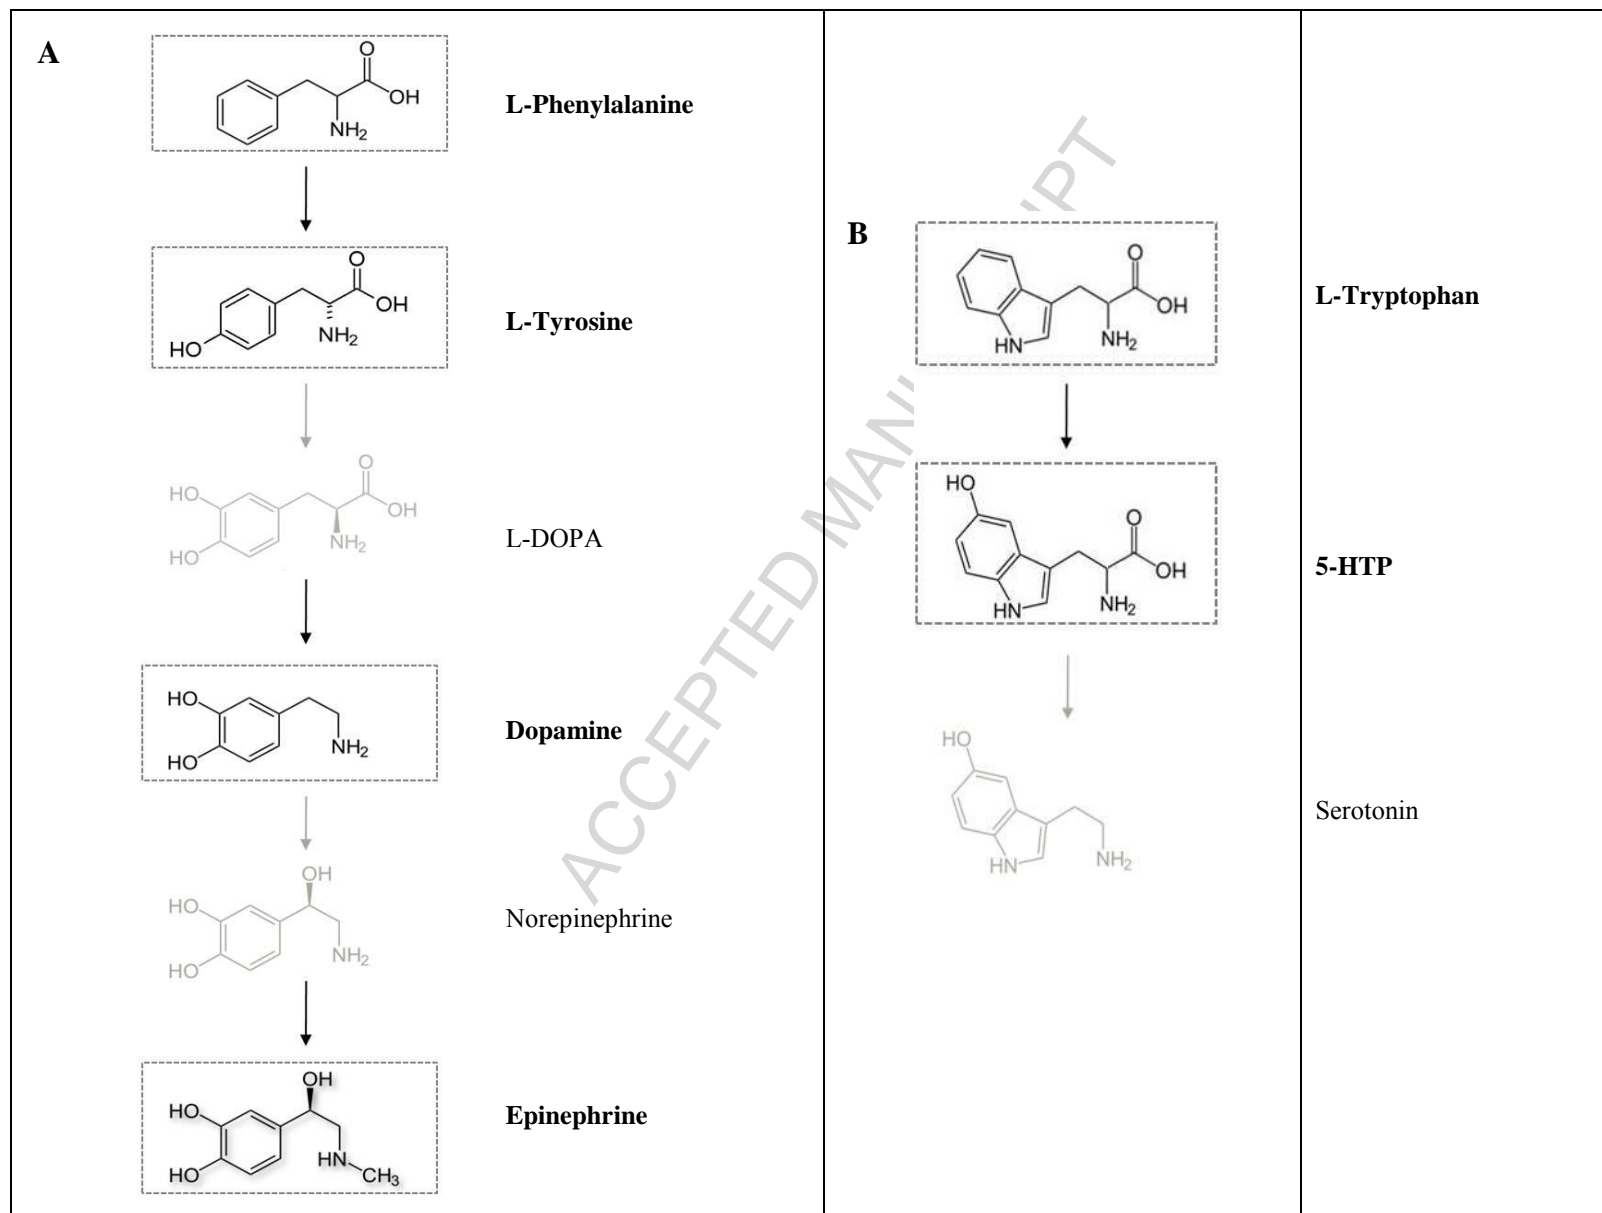 A
O
OH
NH2
L-Phenylalanine
O
OH
NH2
HO
L-Tyrosine
O
HO
OH
HO
NH2
L-DOPA
HO
HO
NH2
Dopamine
OH
HO
HO
NH2
Norepinephrine
OH
HO
HO
HN
CH3
Epinephrine
B
O
OH
HN
NH2
L-Tryptophan
HO
O
OH
HN
NH2
5-HTP
HO
HN
NH2
Serotonin
ACCEPTED